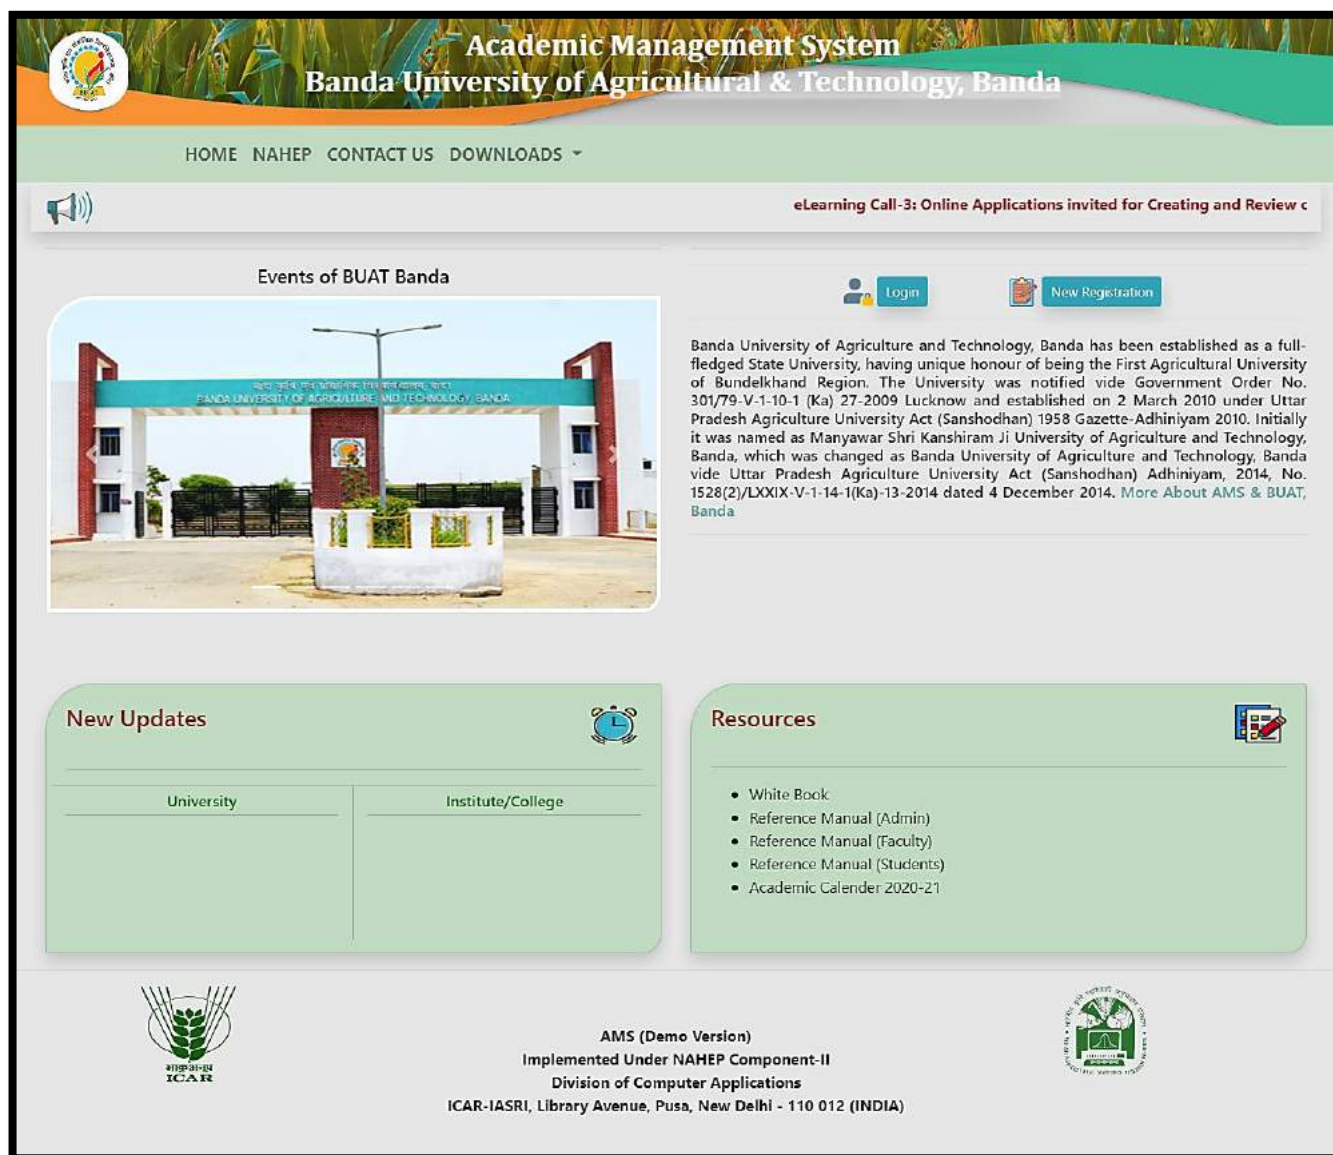 Academic Management System
Banda University of Agricultural & Technology, Banda
HOME NAHEP CONTACT US DOWNLOADS
eLearning Call-3: Online Applications invited for Creating and Review c
Events of BUAT Banda
BANDA UNIVERSITY OF AGRICULTURE AND TECHNOLOGY, BANDA
Login
New Registration
Banda University of Agriculture and Technology, Banda has been established as a full-
fledged State University, having unique honour of being the First Agricultural University
of Bundelkhand Region. The University was notified vide Government Order No.
301/79-V-1-10-1 (Ka) 27-2009 Lucknow and established on 2 March 2010 under Uttar
Pradesh Agriculture University Act (Sanshodhan) 1958 Gazette-Adhiniyam 2010. Initially
it was named as Manyawar Shri Kanshiram Ji University of Agriculture and Technology,
Banda, which was changed as Banda University of Agriculture and Technology, Banda
vide Uttar Pradesh Agriculture University Act (Sanshodhan) Adhiniyam, 2014, No.
1528(2)/LXXIX-V-1-14-1(Ka)-13-2014 dated 4 December 2014. More About AMS & BUAT,
Banda
New Updates
University
Institute/College
Resources
• White Book
• Reference Manual (Admin)
• Reference Manual (Faculty)
• Reference Manual (Students)
• Academic Calender 2020-21
ICAR
AMS (Demo Version)
Implemented Under NAHEP Component-II
Division of Computer Applications
ICAR-IASRI, Library Avenue, Pusa, New Delhi - 110 012 (INDIA)